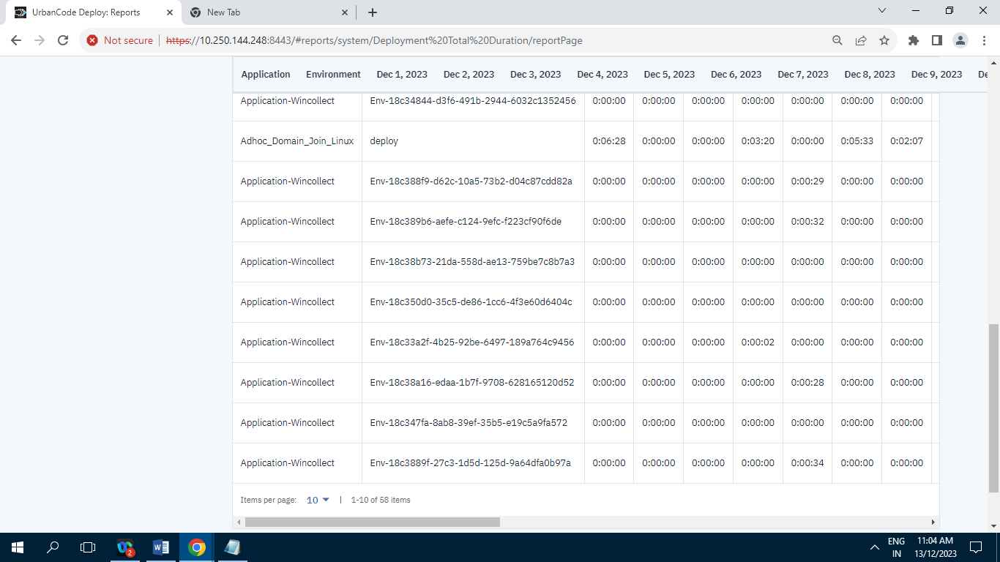 UrbanCode Deploy: Reports
New Tab
Not secure | https://10.250.144.248:8443/#reports/system/Deployment%20Total%20Duration/reportPage
Application Environment Dec 1, 2023 Dec 2, 2023 Dec 3, 2023 Dec 4, 2023 Dec 5, 2023 Dec 6, 2023 Dec 7, 2023 Dec 8, 2023 Dec 9, 2023 De
Application-Wincollect Env-18c34844-d3f6-491b-2944-6032c1352456 0:00:00 0:00:00 0:00:00 0:00:00 0:00:00 0:00:00 0:00:00
Adhoc_Domain_Join_Linux deploy 0:06:28 0:00:00 0:00:00 0:03:20 0:00:00 0:05:33 0:02:07
Application-Wincollect Env-18c388f9-d62c-10a5-73b2-d04c87cdd82a 0:00:00 0:00:00 0:00:00 0:00:00 0:00:29 0:00:00 0:00:00
Application-Wincollect Env-18c389b6-aefe-c124-9efc-f223cf90f6de 0:00:00 0:00:00 0:00:00 0:00:00 0:00:32 0:00:00 0:00:00
Application-Wincollect Env-18c38b73-21da-558d-ae13-759be7c8b7a3 0:00:00 0:00:00 0:00:00 0:00:00 0:00:00 0:00:00 0:00:00
Application-Wincollect Env-18c350d0-35c5-de86-1cc6-4f3e60d6404c 0:00:00 0:00:00 0:00:00 0:00:00 0:00:00 0:00:00 0:00:00
Application-Wincollect Env-18c33a2f-4b25-92be-6497-189a764c9456 0:00:00 0:00:00 0:00:00 0:00:02 0:00:00 0:00:00 0:00:00
Application-Wincollect Env-18c38a16-edaa-1b7f-9708-628165120d52 0:00:00 0:00:00 0:00:00 0:00:00 0:00:28 0:00:00 0:00:00
Application-Wincollect Env-18c347fa-8ab8-39ef-35b5-e19c5a9fa572 0:00:00 0:00:00 0:00:00 0:00:00 0:00:00 0:00:00 0:00:00
Application-Wincollect Env-18c3889f-27c3-1d5d-125d-9a64dfa0b97a 0:00:00 0:00:00 0:00:00 0:00:00 0:00:34 0:00:00 0:00:00
Items per page: 10 | 1-10 of 58 items
2
ENG 11:04 AM
IN 13/12/2023